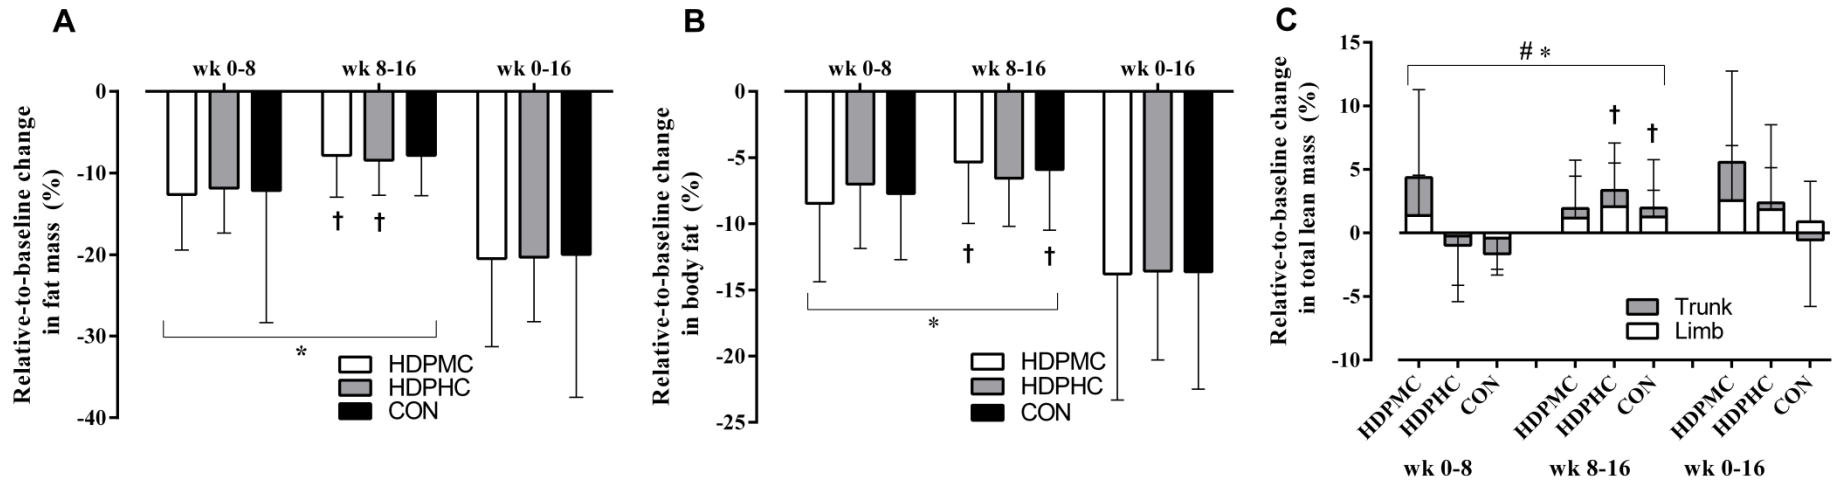 A
wk 0-8
wk 8-16
wk 0-16
Relative-to-baseline change
in fat mass (%)
0
-10
-20
-30
-40
†
†
*
HDPMC
HDPHC
CON
B
wk 0-8
wk 8-16
wk 0-16
Relative-to-baseline change
in body fat (%)
0
-5
-10
-15
-20
-25
†
†
*
HDPMC
HDPHC
CON
C
Relative-to-baseline change
in total lean mass (%)
15
10
5
0
-5
-10
# *
†
†
Trunk
Limb
HDPMC
HDPHC
CON
HDPMC
HDPHC
CON
HDPMC
HDPHC
CON
wk 0-8
wk 8-16
wk 0-16